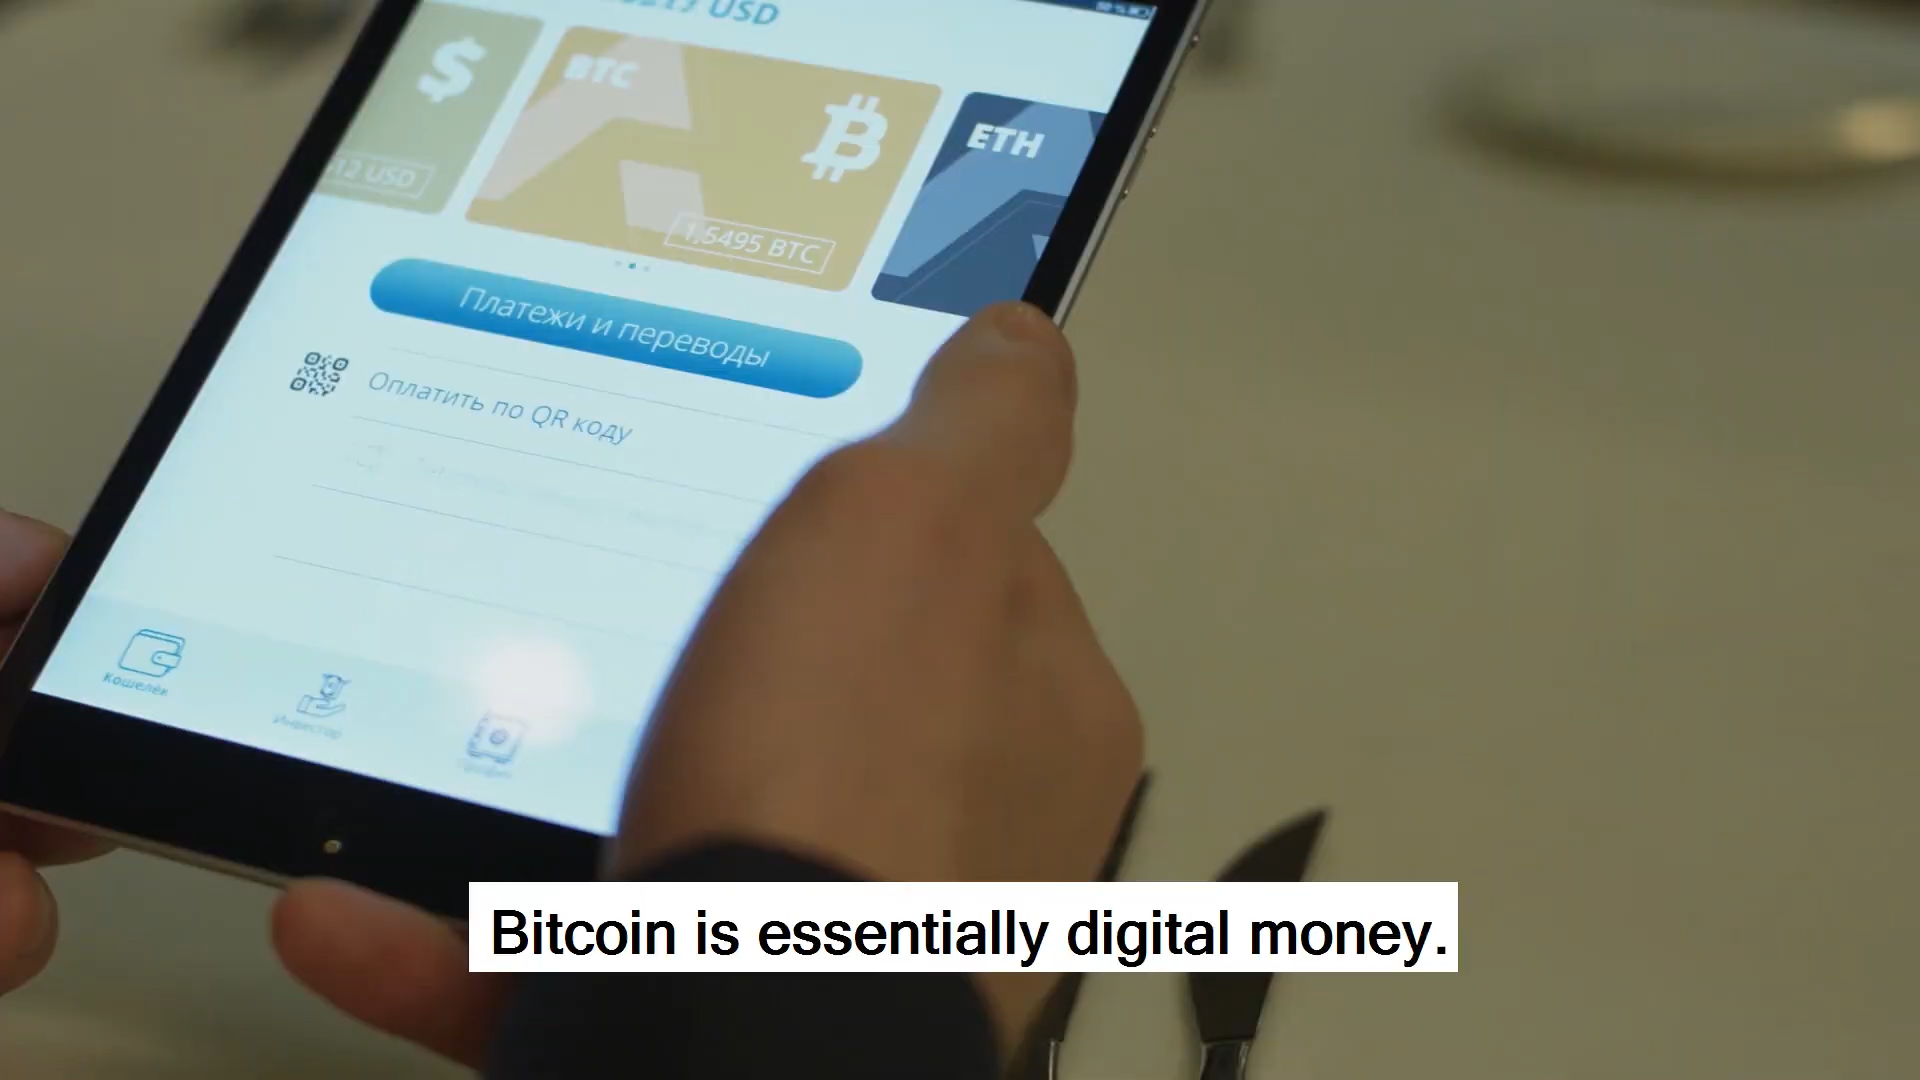 USD
$
BTC
ETH
12 USD
1,5495 BTC
Платежи и переводы
Оплатить по QR коду
Кошелёк
Инвестор
Bitcoin is essentially digital money.